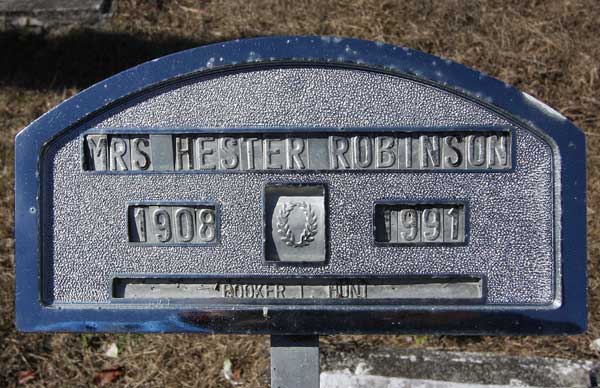 MRS HESTER ROBINSON
1908 1991
BOOKER T. HUNT